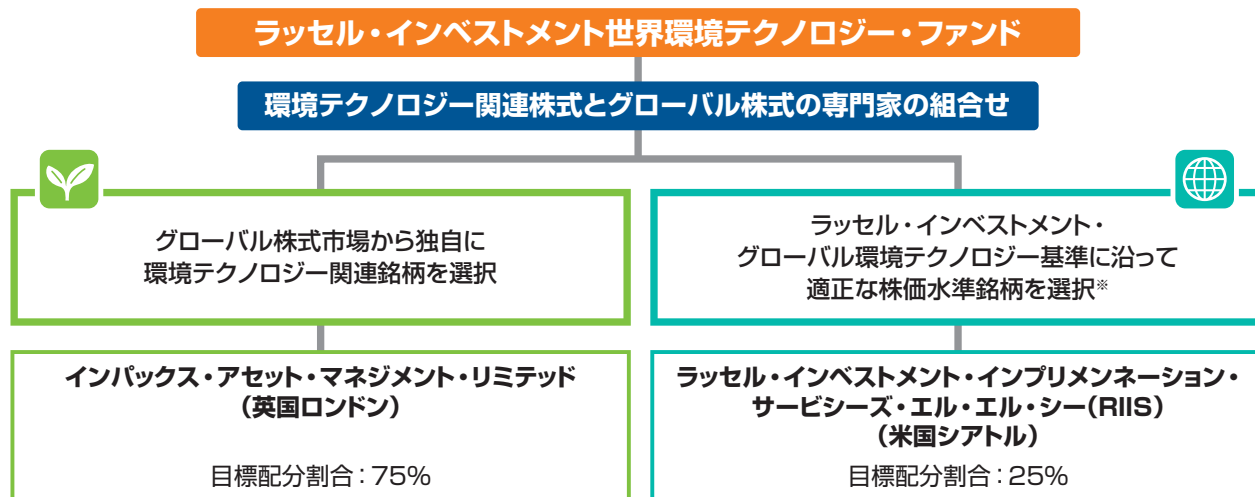 ラッセル・インベストメント世界環境テクノロジー・ファンド
環境テクノロジー関連株式とグローバル株式の専門家の組合せ
グローバル株式市場から独自に
環境テクノロジー関連銘柄を選択
ラッセル・インベストメント・
グローバル環境テクノロジー基準に沿って
適正な株価水準銘柄を選択※
インパックス・アセット・マネジメント・リミテッド
（英国ロンドン）
目標配分割合：75%
ラッセル・インベストメント・インプリメンネーション・
サービシーズ・エル・エル・シー（RIIS）
（米国シアトル）
目標配分割合：25%